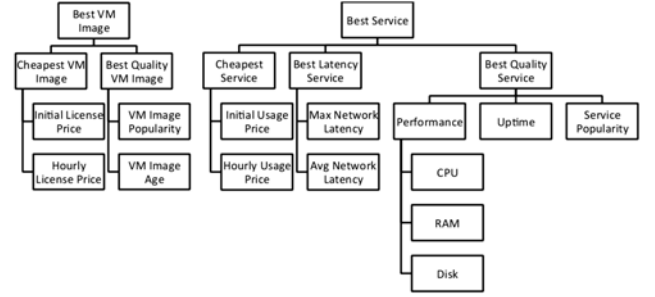 Best VM
Image
Cheapest VM
Image
Best Quality
VM Image
Initial License
Price
VM Image
Popularity
Hourly
License Price
VM Image
Age
Best Service
Cheapest
Service
Best Latency
Service
Best Quality
Service
Initial Usage
Price
Max Network
Latency
Hourly Usage
Price
Avg Network
Latency
Performance
Uptime
Service
Popularity
CPU
RAM
Disk